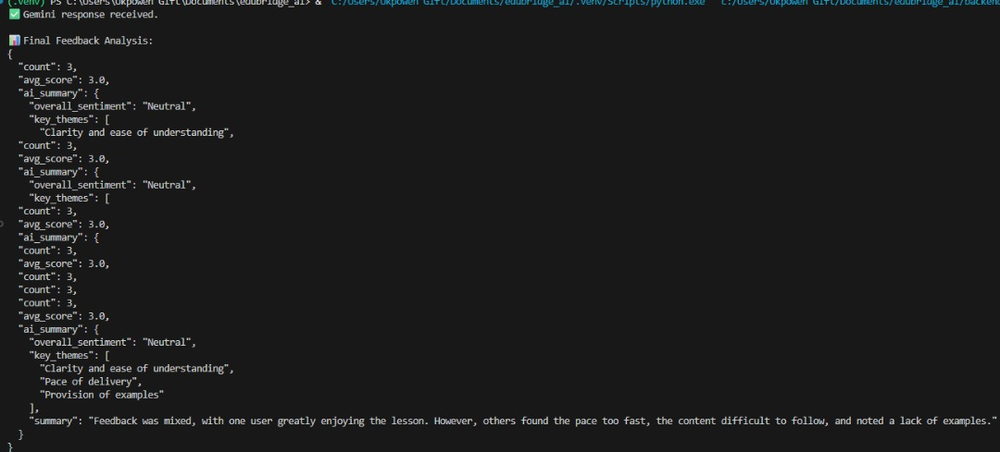 (.venv) PS C:\Users\Okpowen Gift\Documents\edubridge_ai> & "C:/Users/Okpowen Gift/Documents/edubridge_ai/.venv/Scripts/python.exe" "c:/Users/Okpowen Gift/Documents/edubridge_ai/backend
✅ Gemini response received.
📊 Final Feedback Analysis:
{
  "count": 3,
  "avg_score": 3.0,
  "ai_summary": {
    "overall_sentiment": "Neutral",
    "key_themes": [
      "Clarity and ease of understanding",
  "count": 3,
  "avg_score": 3.0,
  "ai_summary": {
    "overall_sentiment": "Neutral",
    "key_themes": [
  "count": 3,
  "avg_score": 3.0,
  "ai_summary": {
  "count": 3,
  "avg_score": 3.0,
  "count": 3,
  "count": 3,
  "count": 3,
  "avg_score": 3.0,
  "ai_summary": {
    "overall_sentiment": "Neutral",
    "key_themes": [
      "Clarity and ease of understanding",
      "Pace of delivery",
      "Provision of examples"
    ],
    "summary": "Feedback was mixed, with one user greatly enjoying the lesson. However, others found the pace too fast, the content difficult to follow, and noted a lack of examples."
  }
}